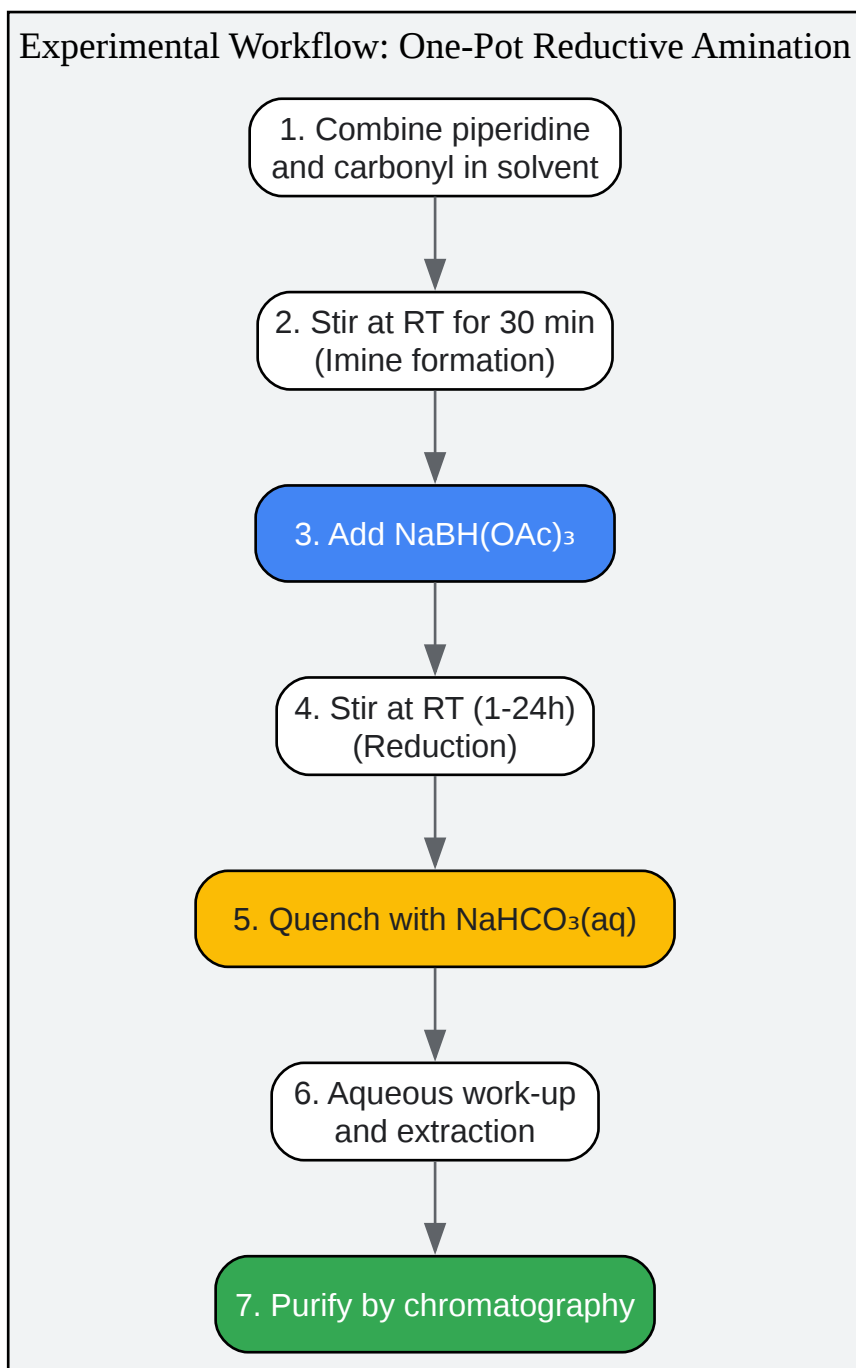 Experimental Workflow: One-Pot Reductive Amination
1. Combine piperidine
and carbonyl in solvent
2. Stir at RT for 30 min
(Imine formation)
3. Add NaBH(OAc)₃
4. Stir at RT (1-24h)
(Reduction)
5. Quench with NaHCO₃(aq)
6. Aqueous work-up
and extraction
7. Purify by chromatography